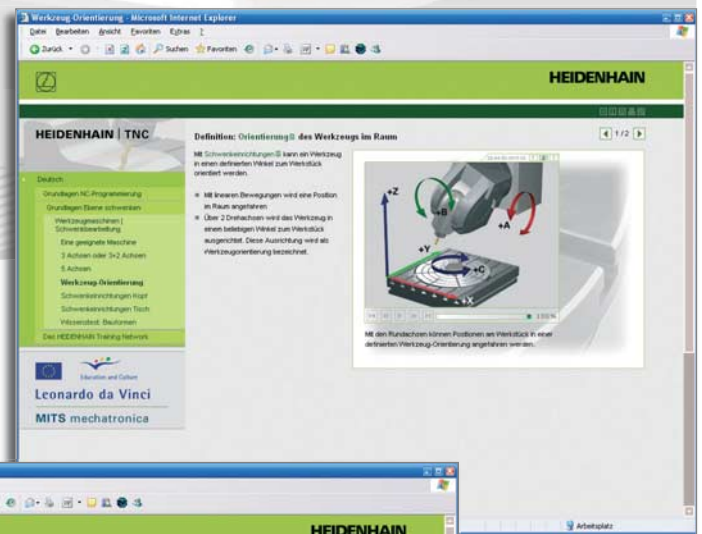 Werkzeug-Orientierung - Microsoft Internet Explorer
Datei Bearbeiten Ansicht Favoriten Extras ?
Zurück Suchen Favoriten
HEIDENHAIN
HEIDENHAIN | TNC
Deutsch
Grundlagen NC-Programmierung
Grundlagen Ebene schwenken
Werkzeugmaschinen |
Schwenkbearbeitung
Eine geeignete Maschine
3 Achsen oder 3+2 Achsen
5 Achsen
Werkzeug-Orientierung
Schwenkeinrichtungen Kopf
Schwenkeinrichtungen Tisch
Wissenstest: Bauformen
Das HEIDENHAIN Training Network
Education and Culture
Leonardo da Vinci
MITS mechatronica
Definition: Orientierung des Werkzeugs im Raum
1/2
Mit Schwenkeinrichtungen kann ein Werkzeug
in einen definierten Winkel zum Werkstück
orientiert werden.
Mit linearen Bewegungen wird eine Position
im Raum angefahren
Über 2 Drehachsen wird das Werkzeug in
einem beliebigen Winkel zum Werkstück
ausgerichtet. Diese Ausrichtung wird als
Werkzeugorientierung bezeichnet.
+Z
+B
+A
+Y
+C
+X
Mit den Rundachsen können Positionen am Werkstück in einer
definierten Werkzeug-Orientierung angefahren werden.
Arbeitsplatz
HEIDENHAIN